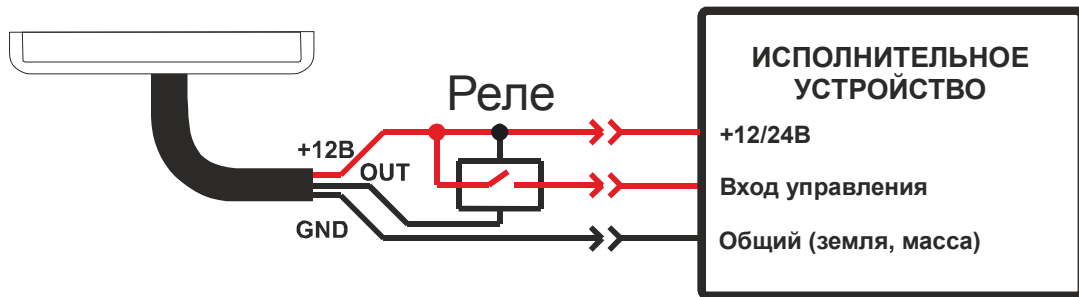 ИСПОЛНИТЕЛЬНОЕ
УСТРОЙСТВО
Реле
+12В
+12/24В
OUT
Вход управления
GND
Общий (земля, масса)